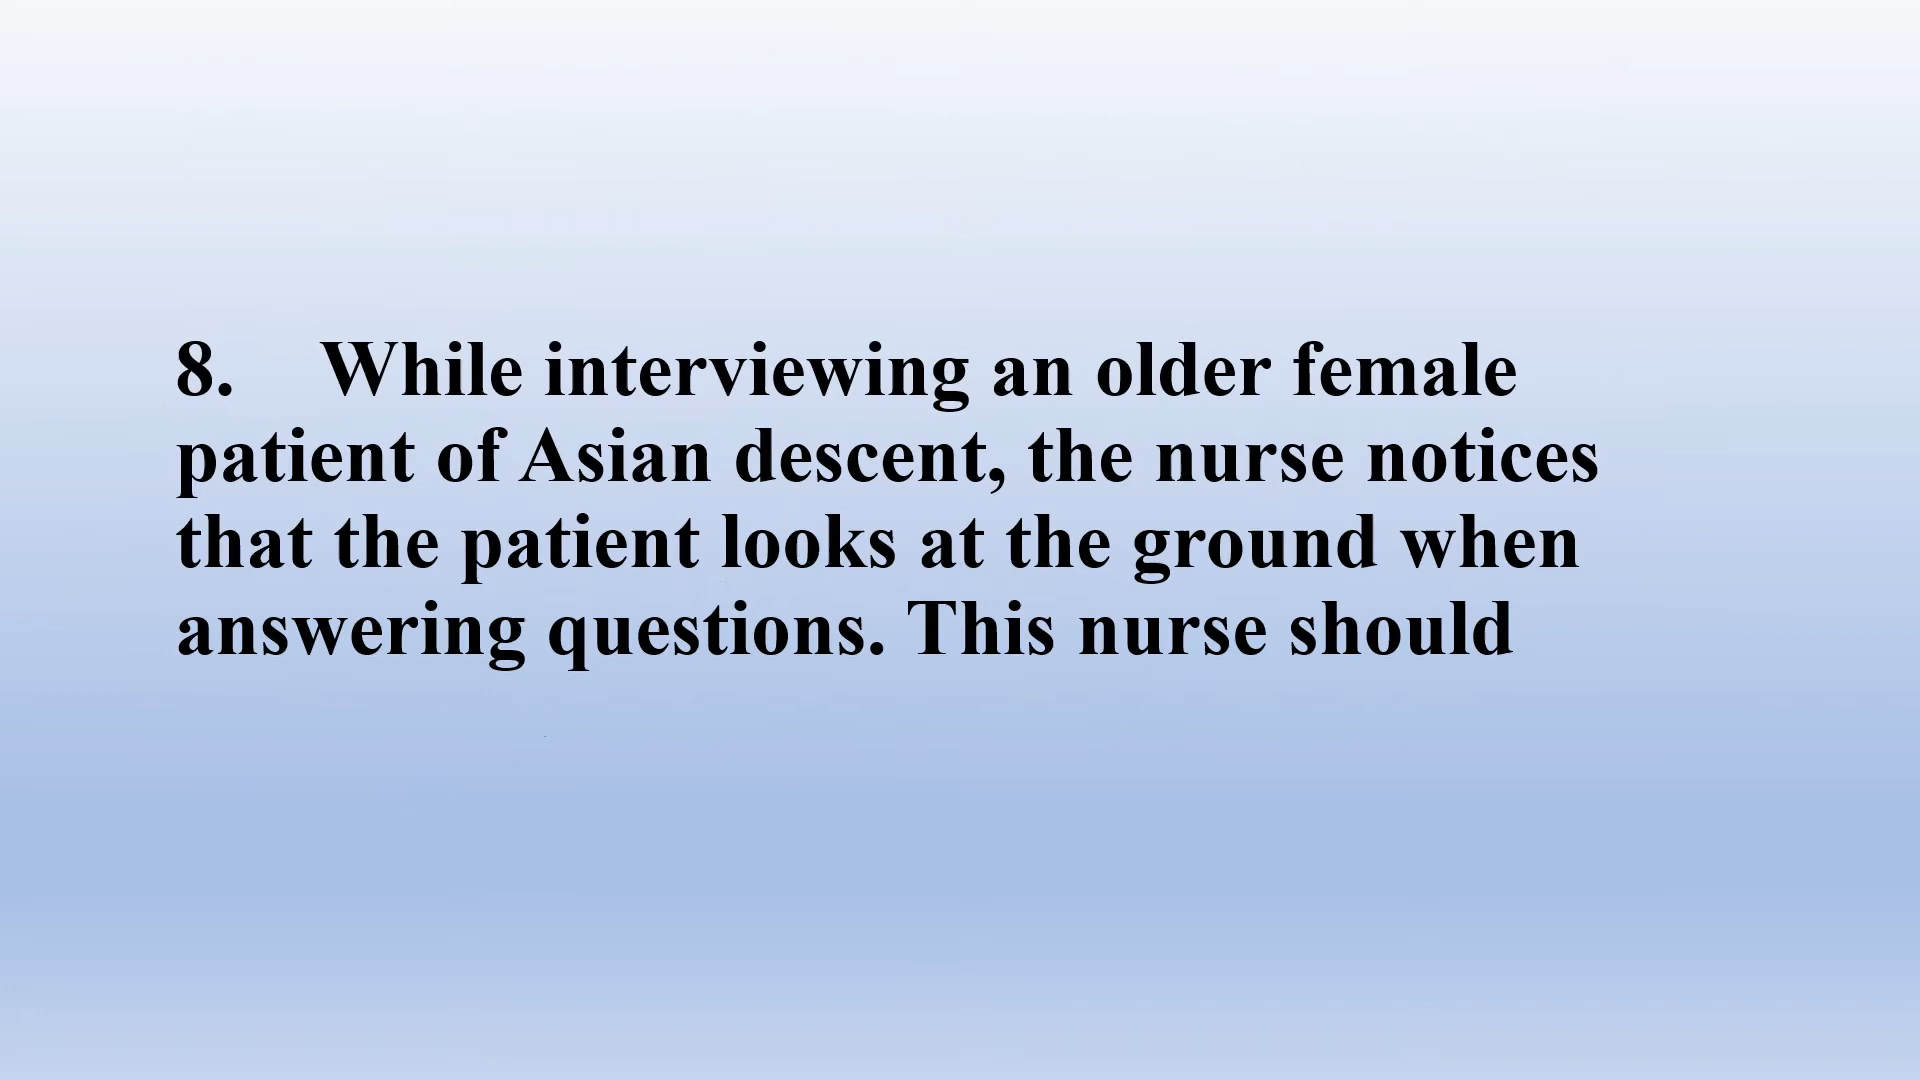 8. While interviewing an older female
patient of Asian descent, the nurse notices
that the patient looks at the ground when
answering questions. This nurse should